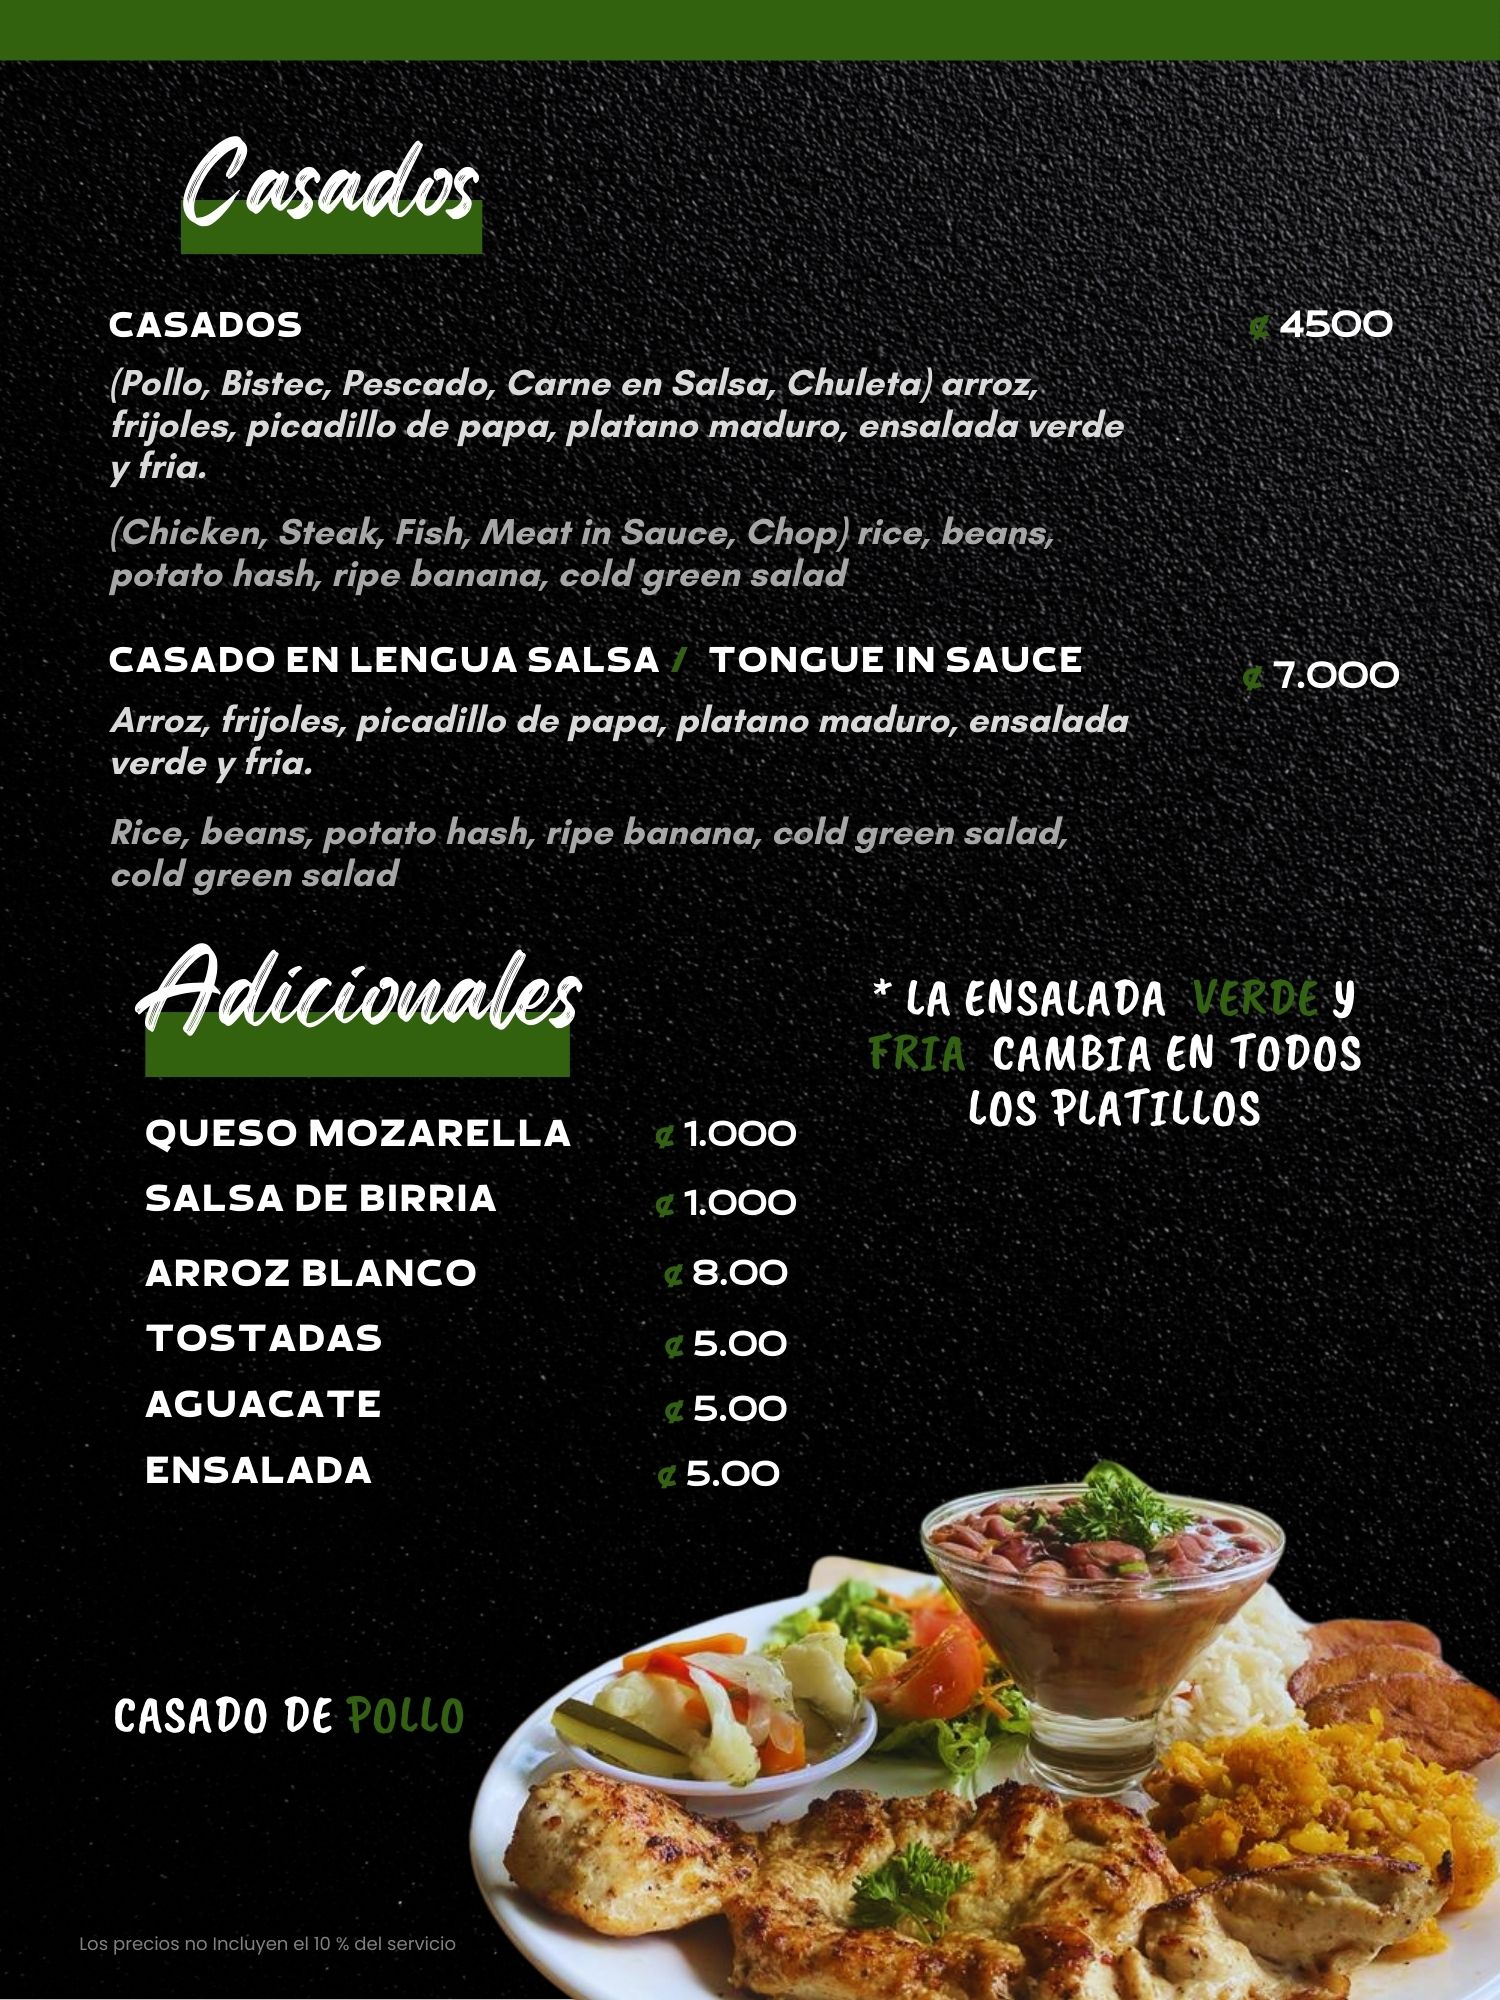 Casados
CASADOS ₡ 4500
(Pollo, Bistec, Pescado, Carne en Salsa, Chuleta) arroz,
frijoles, picadillo de papa, platano maduro, ensalada verde
y fria.
(Chicken, Steak, Fish, Meat in Sauce, Chop) rice, beans,
potato hash, ripe banana, cold green salad
CASADO EN LENGUA SALSA / TONGUE IN SAUCE ₡ 7.000
Arroz, frijoles, picadillo de papa, platano maduro, ensalada
verde y fria.
Rice, beans, potato hash, ripe banana, cold green salad,
cold green salad
Adicionales
QUESO MOZARELLA ₡ 1.000
SALSA DE BIRRIA ₡ 1.000
ARROZ BLANCO ₡ 8.00
TOSTADAS ₡ 5.00
AGUACATE ₡ 5.00
ENSALADA ₡ 5.00
* LA ENSALADA VERDE Y
FRIA CAMBIA EN TODOS
LOS PLATILLOS
CASADO DE POLLO
Los precios no Incluyen el 10 % del servicio